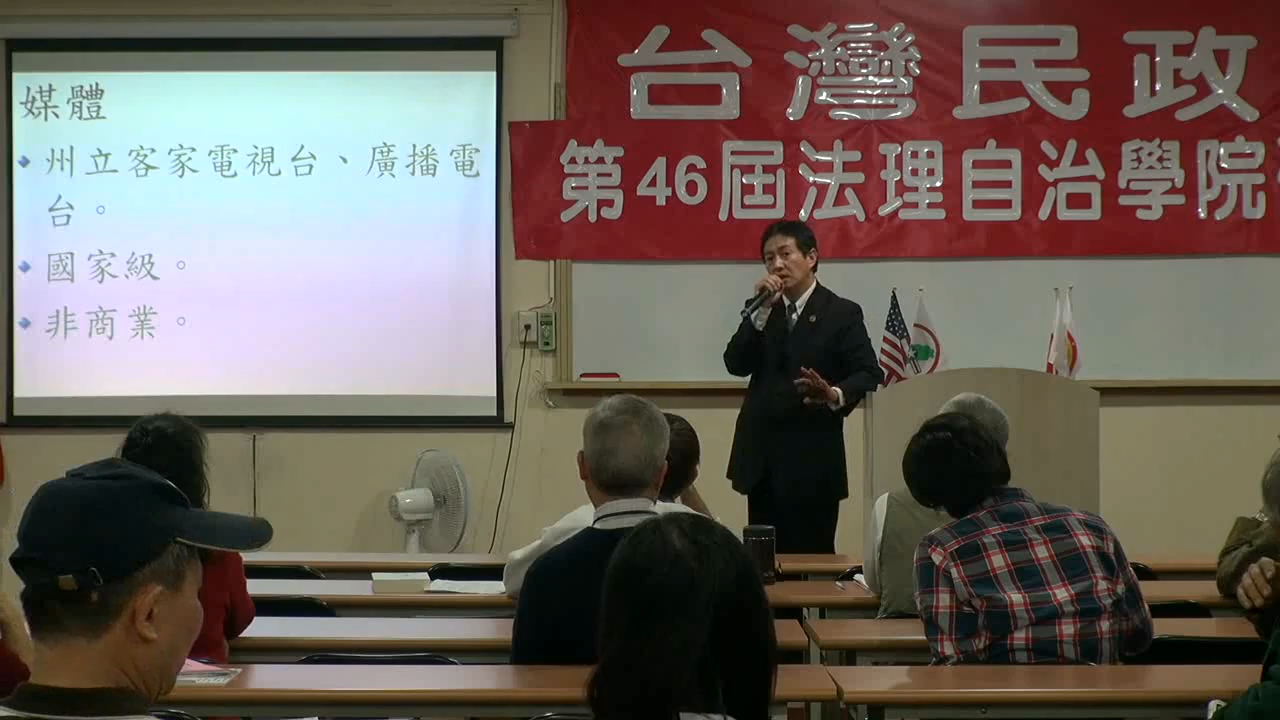 媒體
州立客家電視台、廣播電
台。
國家級。
非商業。
台灣民政
第46屆法理自治學院